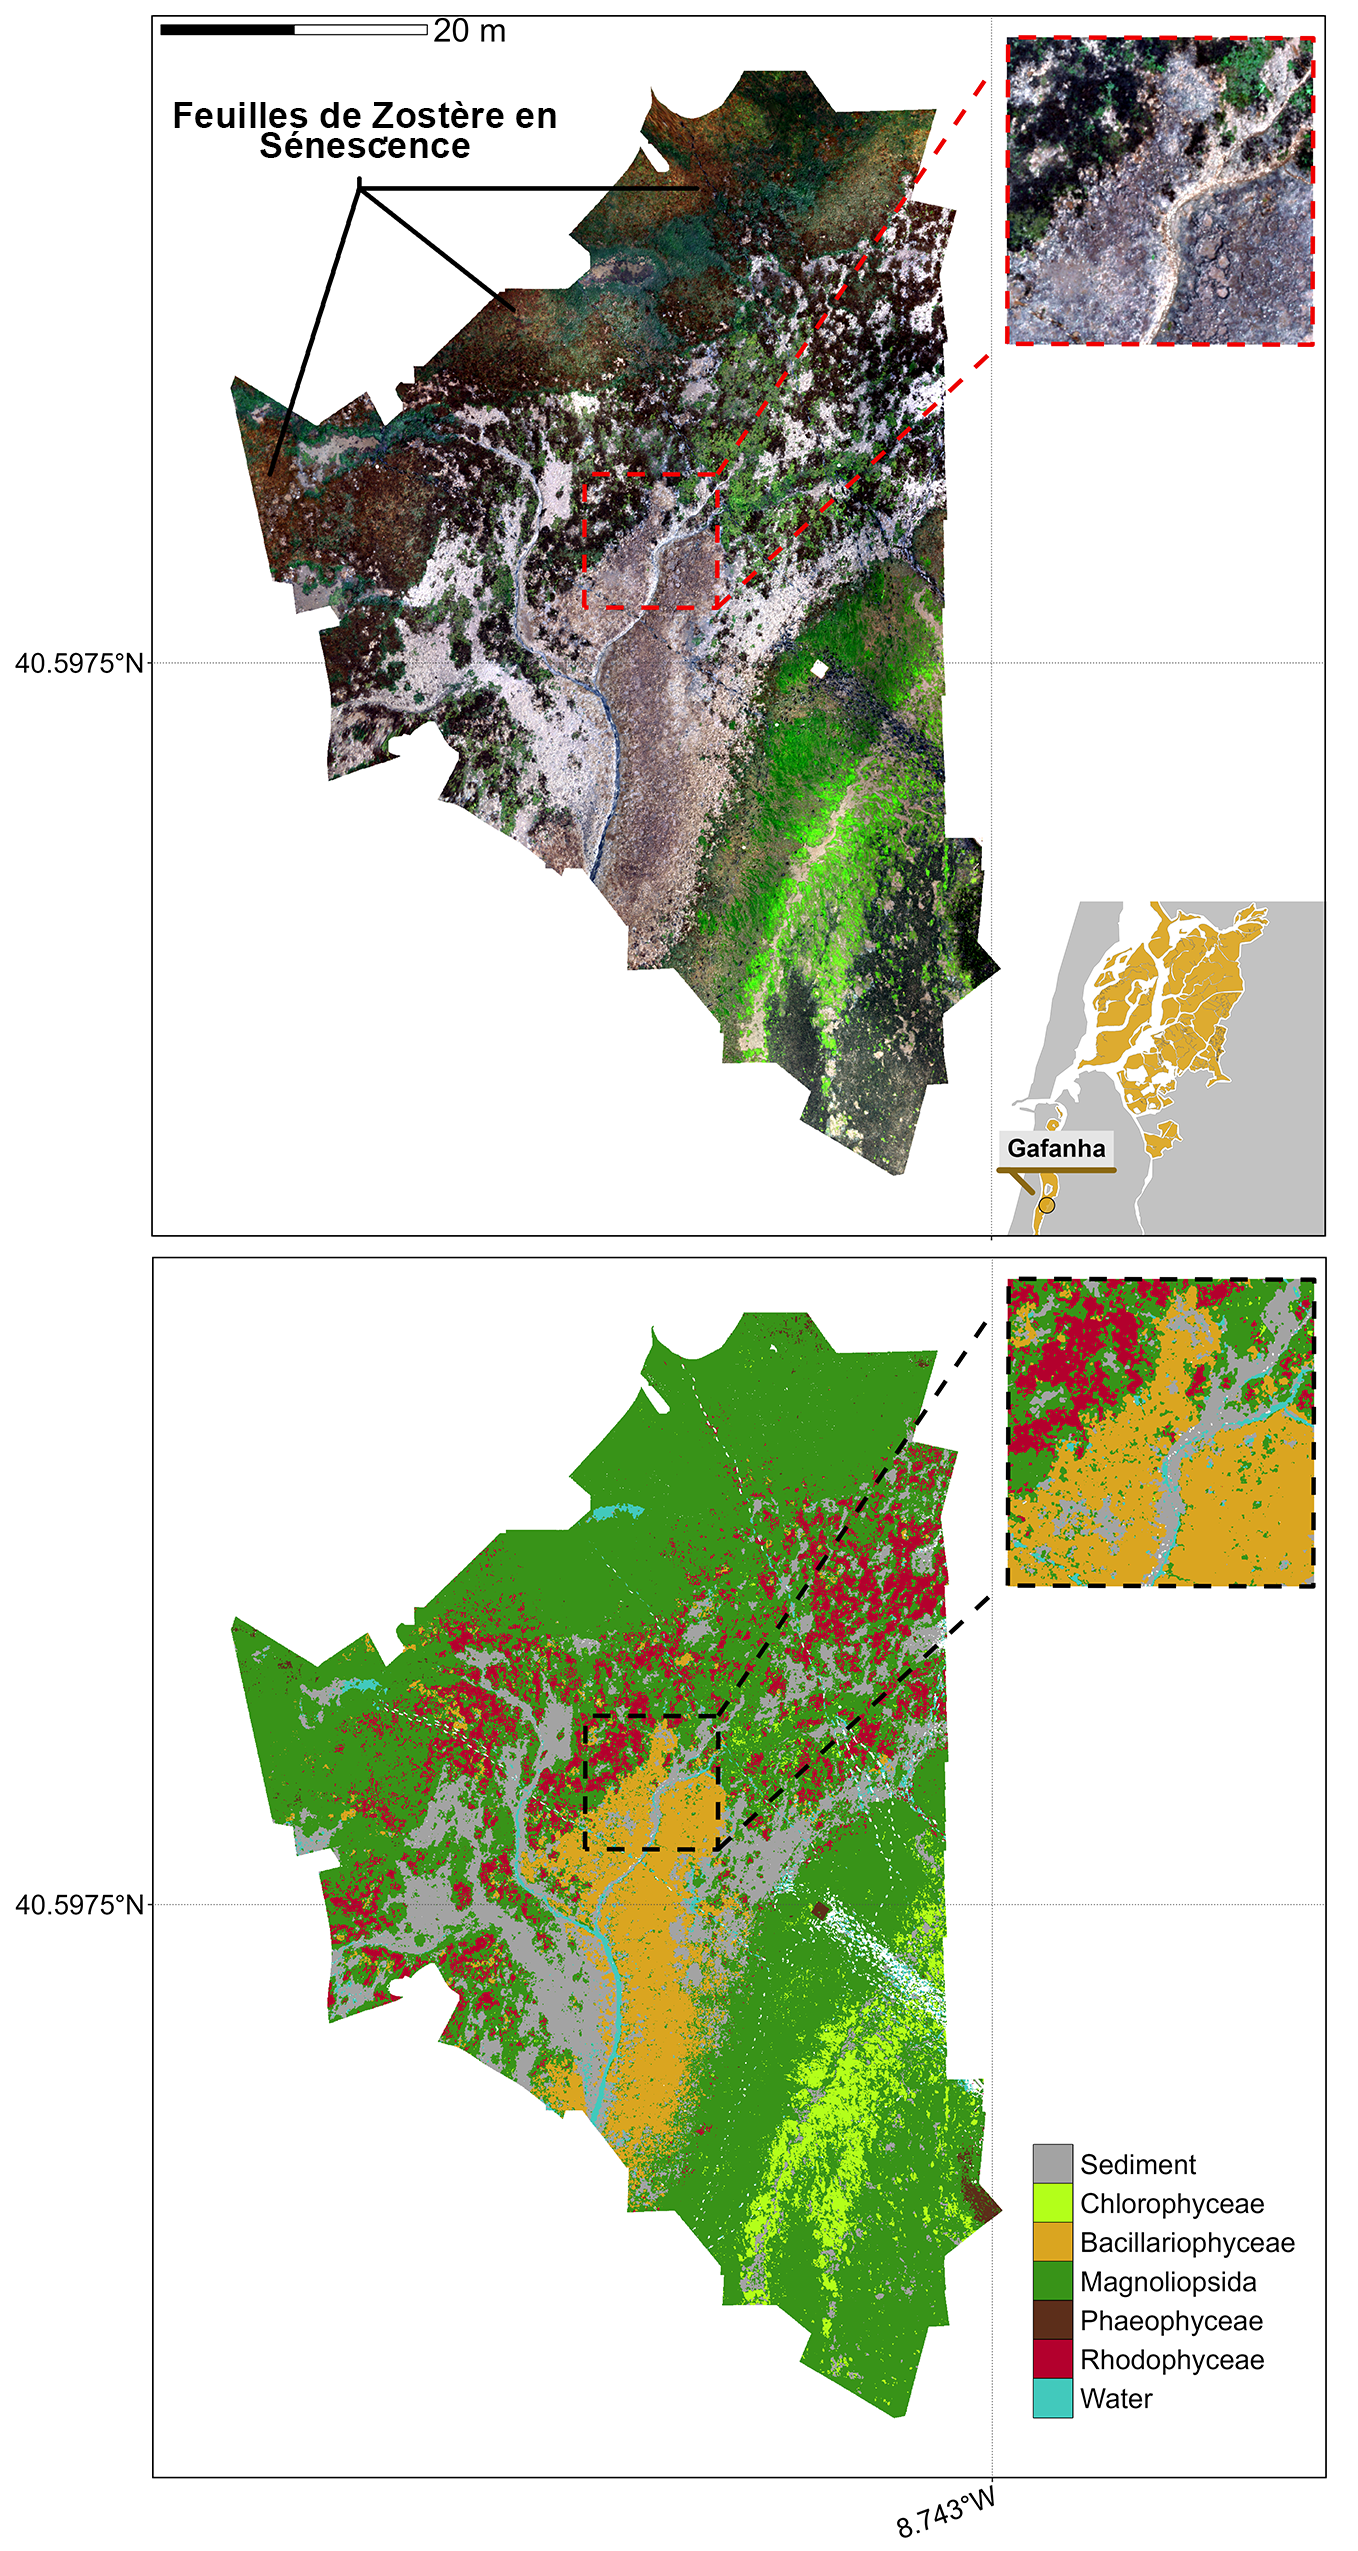 20 m
Feuilles de Zostère en
Sénescence
40.5975°N
Gafanha
40.5975°N
Sediment
Chlorophyceae
Bacillariophyceae
Magnoliopsida
Phaeophyceae
Rhodophyceae
Water
8.743°W